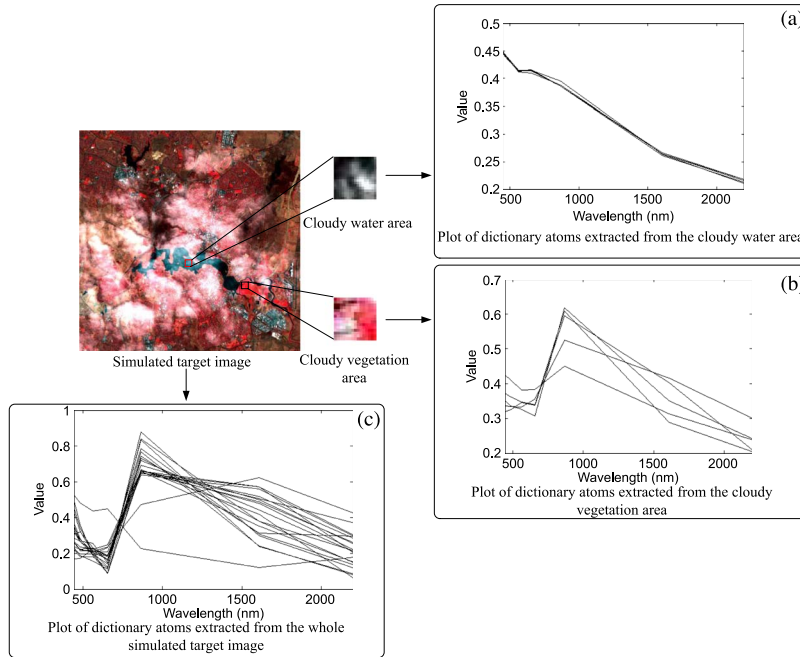 (a)
0.5
0.45
0.4
0.35
0.3
0.25
0.2
Value
500
1000
1500
2000
Wavelength (nm)
Plot of dictionary atoms extracted from the cloudy water area
Cloudy water area
(b)
0.7
0.6
0.5
0.4
0.3
0.2
Value
500
1000
1500
2000
Wavelength (nm)
Plot of dictionary atoms extracted from the cloudy
vegetation area
Cloudy vegetation
area
Simulated target image
(c)
1
0.8
0.6
0.4
0.2
0
Value
500
1000
1500
2000
Wavelength (nm)
Plot of dictionary atoms extracted from the whole
simulated target image